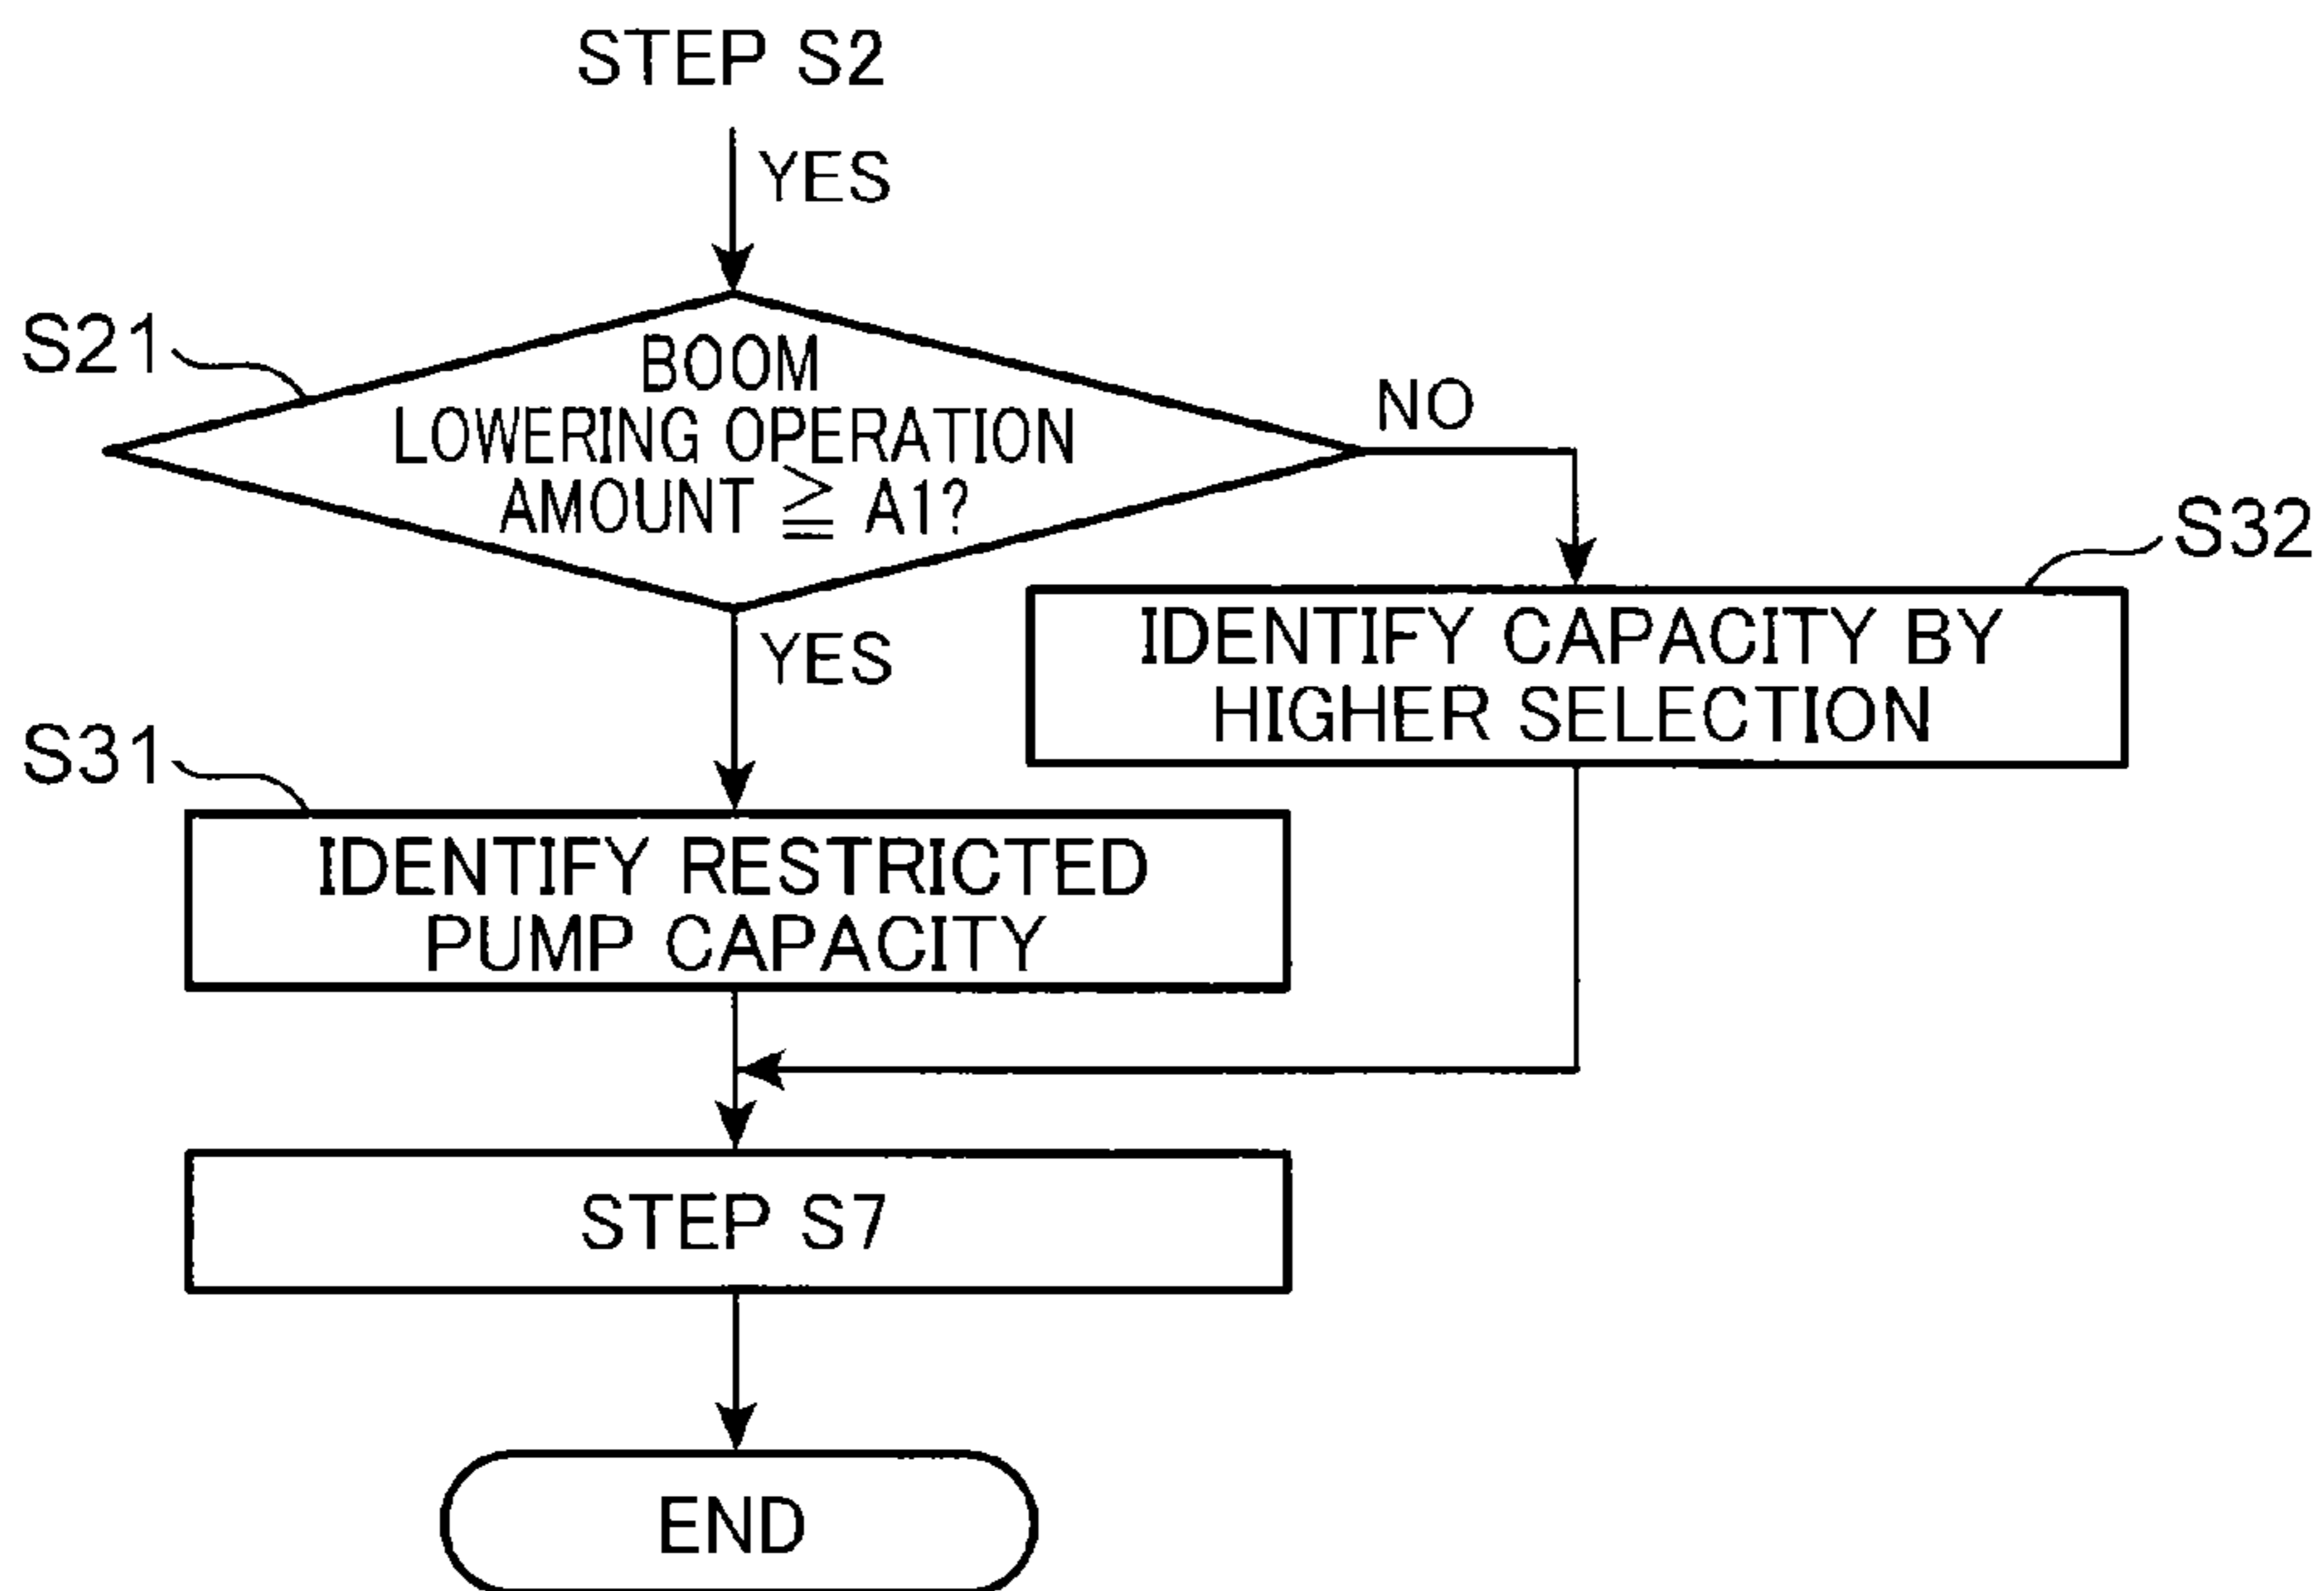 STEP S2
YES
S21
BOOM
LOWERING OPERATION
AMOUNT ≧ A1?
NO
S32
IDENTIFY CAPACITY BY
HIGHER SELECTION
YES
S31
IDENTIFY RESTRICTED
PUMP CAPACITY
STEP S7
END